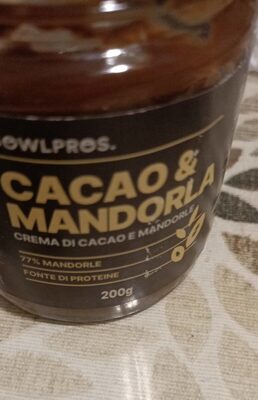 BOWLPROS.
CACAO &
MANDORLA
CREMA DI CACAO E MANDORLE
77% MANDORLE
FONTE DI PROTEINE
200g